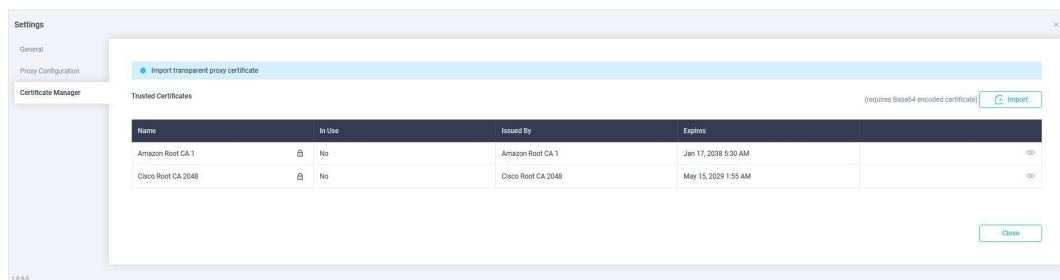 Settings
×
General
Proxy Configuration
Certificate Manager
Import transparent proxy certificate
Trusted Certificates
(requires Base64 encoded certificate) Import
Name In Use Issued By Expires
Amazon Root CA 1 No Amazon Root CA 1 Jan 17, 2038 5:30 AM
Cisco Root CA 2048 No Cisco Root CA 2048 May 15, 2029 1:55 AM
Close